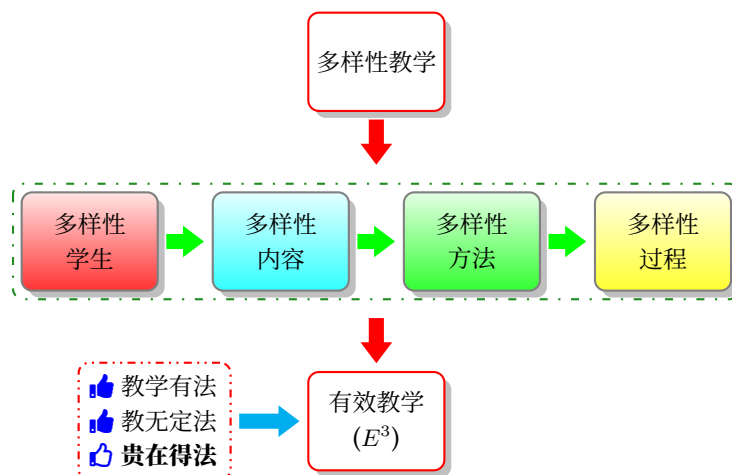 多样性教学
多样性
学生
多样性
内容
多样性
方法
多样性
过程
教学有法
教无定法
贵在得法
有效教学
(E³)